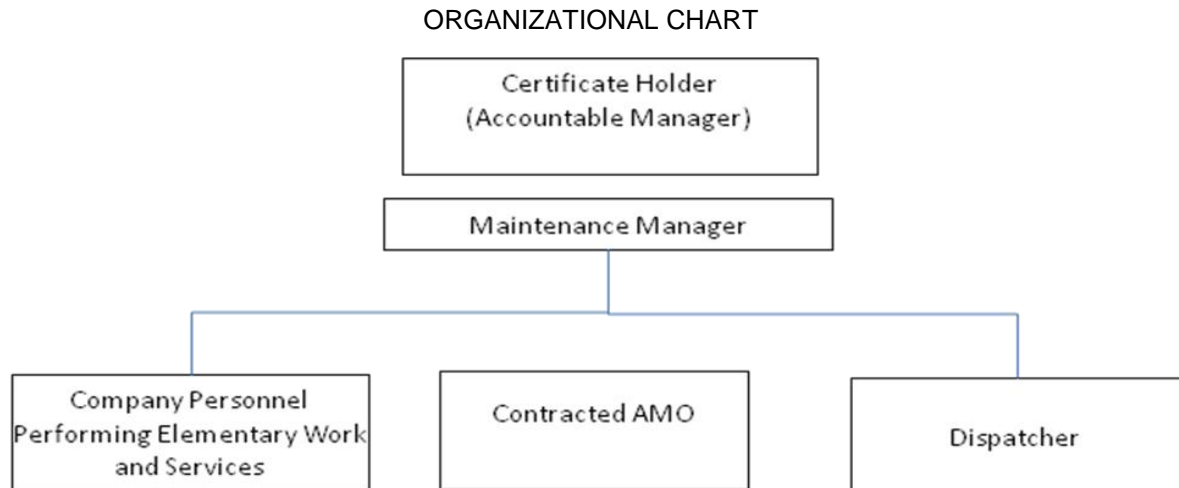 ORGANIZATIONAL CHART
Certificate Holder
(Accountable Manager)
Maintenance Manager
Company Personnel
Performing Elementary Work
and Services
Contracted AMO
Dispatcher